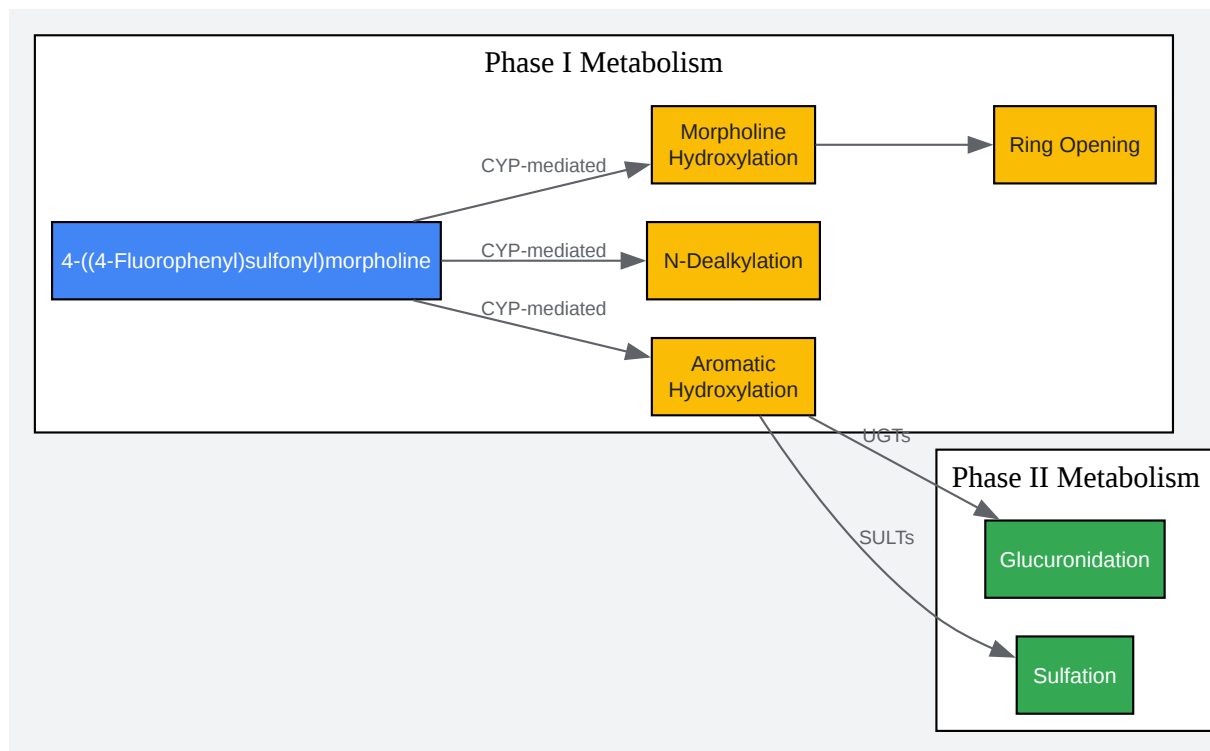 Phase I Metabolism
Morpholine
Hydroxylation
Ring Opening
CYP-mediated
4-((4-Fluorophenyl)sulfonyl)morpholine
CYP-mediated
N-Dealkylation
CYP-mediated
Aromatic
Hydroxylation
UGTs
Phase II Metabolism
SULTs
Glucuronidation
Sulfation